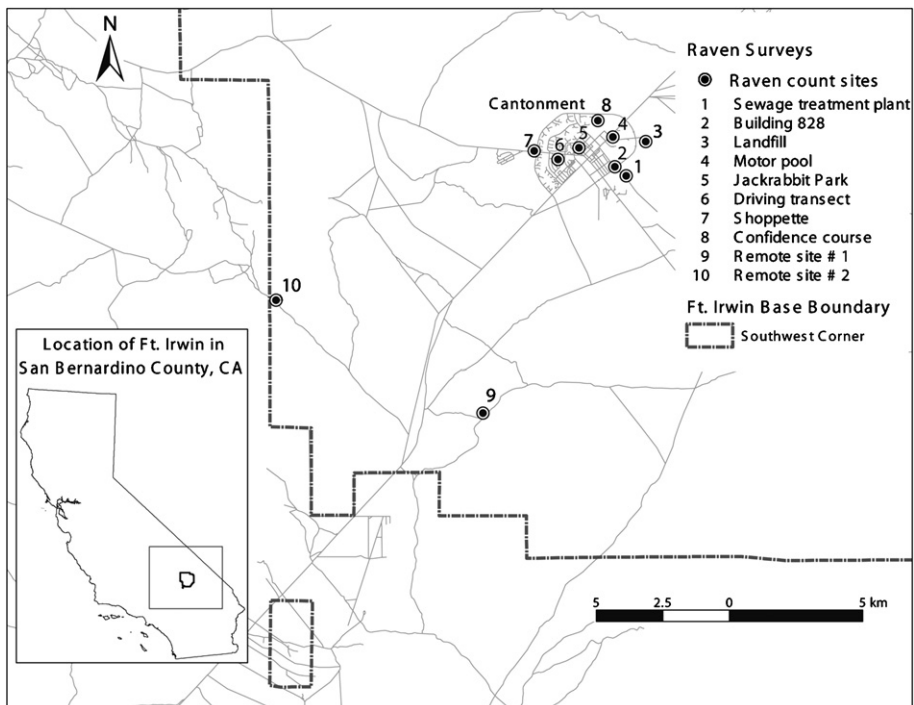 N
Cantonment
8
4
3
5
7
6
2
1
10
9
Raven Surveys
Raven count sites
1 Sewage treatment plant
2 Building 828
3 Landfill
4 Motor pool
5 Jackrabbit Park
6 Driving transect
7 Shoppette
8 Confidence course
9 Remote site # 1
10 Remote site # 2
Ft. Irwin Base Boundary
Southwest Corner
Location of Ft. Irwin in
San Bernardino County, CA
5 2.5 0 5 km